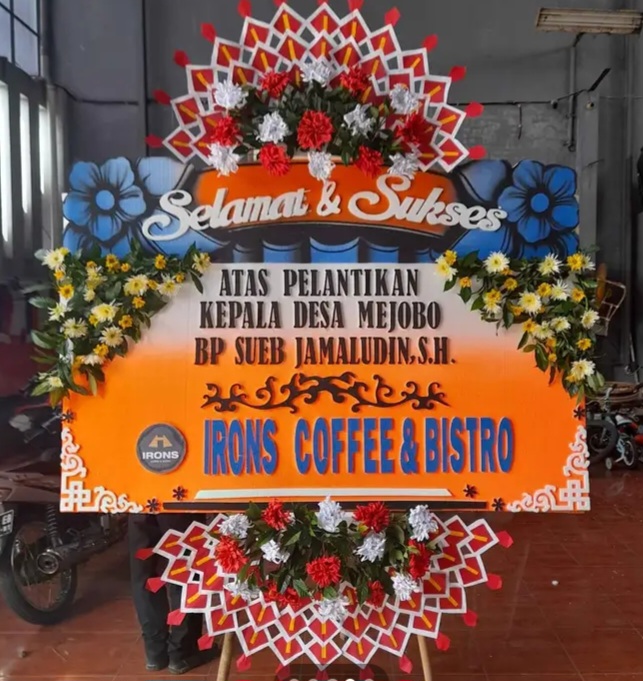 Selamat & Sukses
ATAS PELANTIKAN
KEPALA DESA MEJOBO
BP SUEB JAMALUDIN,S.H.
IRONS
IRONS COFFEE & BISTRO